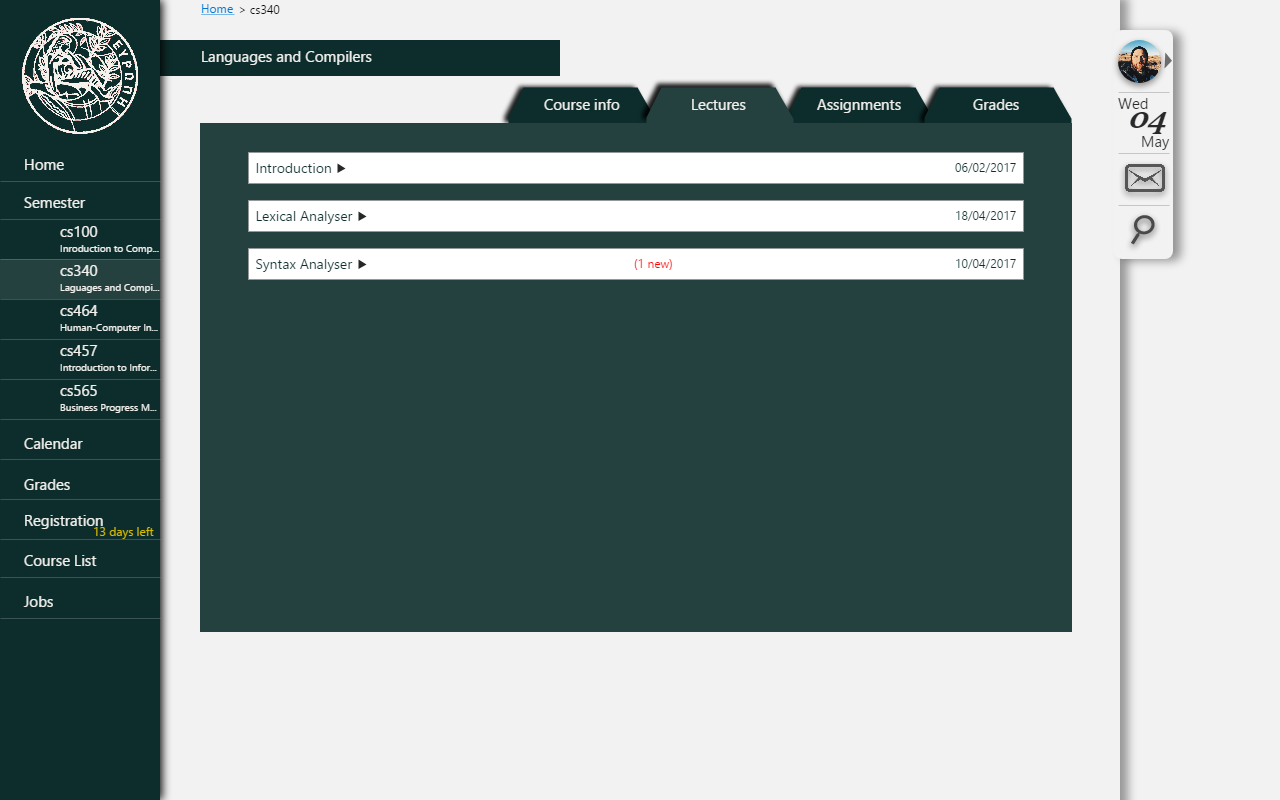 ΕΥΡΩΠΗ
Home
Semester
cs100
Inroduction to Comp...
cs340
Laguages and Compi...
cs464
Human-Computer In...
cs457
Introduction to Infor...
cs565
Business Progress M...
Calendar
Grades
Registration
13 days left
Course List
Jobs
Home > cs340
Languages and Compilers
Course info Lectures Assignments Grades
Introduction 06/02/2017
Lexical Analyser 18/04/2017
Syntax Analyser (1 new) 10/04/2017
Wed
04
May